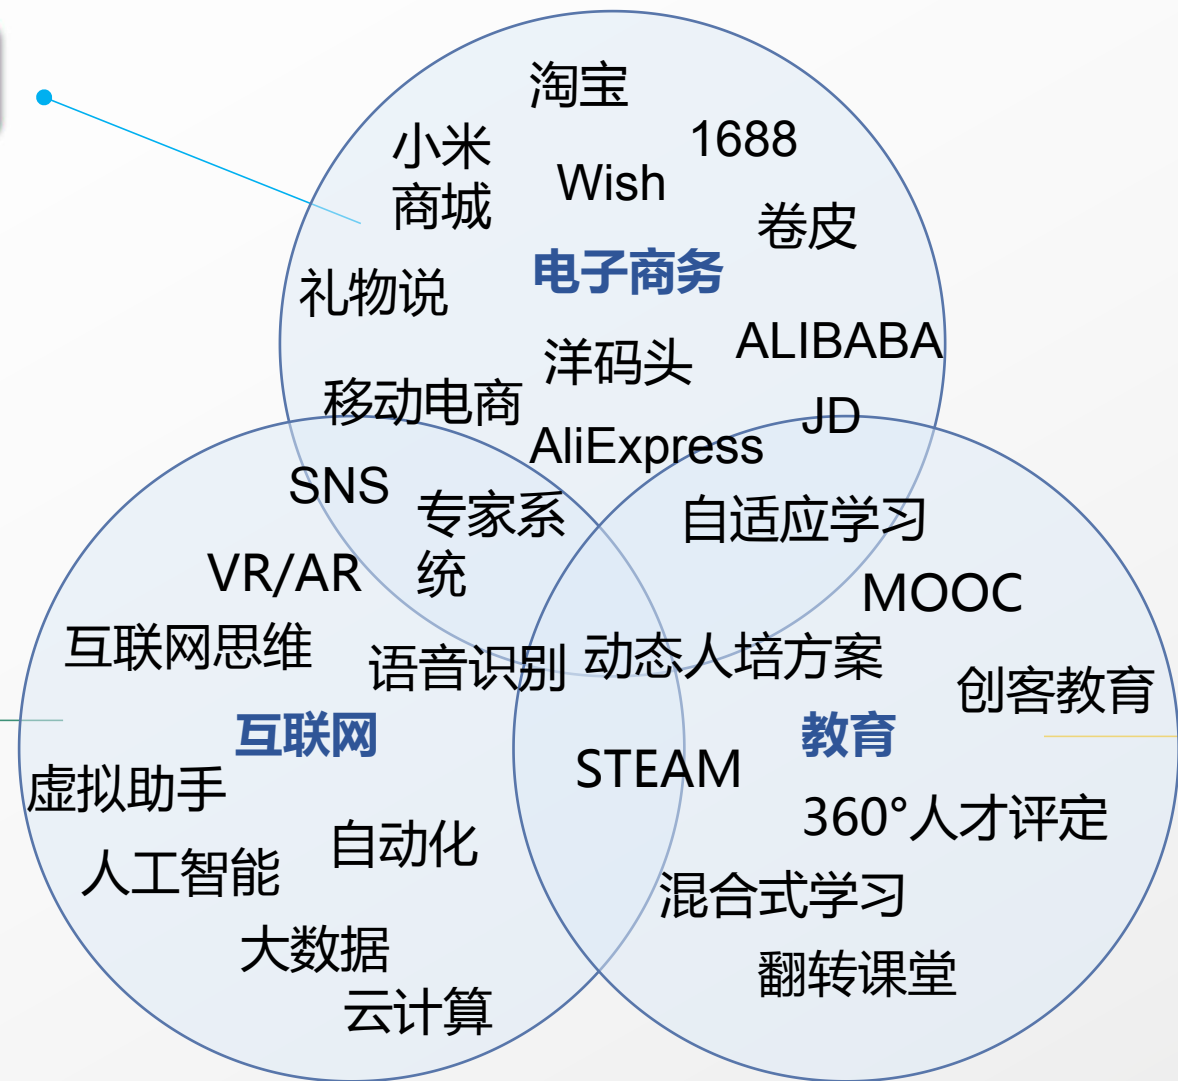 淘宝
1688
小米
商城
Wish
卷皮
电子商务
礼物说
ALIBABA
洋码头
移动电商
JD
AliExpress
SNS
专家系
统
自适应学习
VR/AR
MOOC
互联网思维
语音识别
动态人培方案
创客教育
互联网
教育
STEAM
虚拟助手
360°人才评定
自动化
人工智能
混合式学习
大数据
翻转课堂
云计算